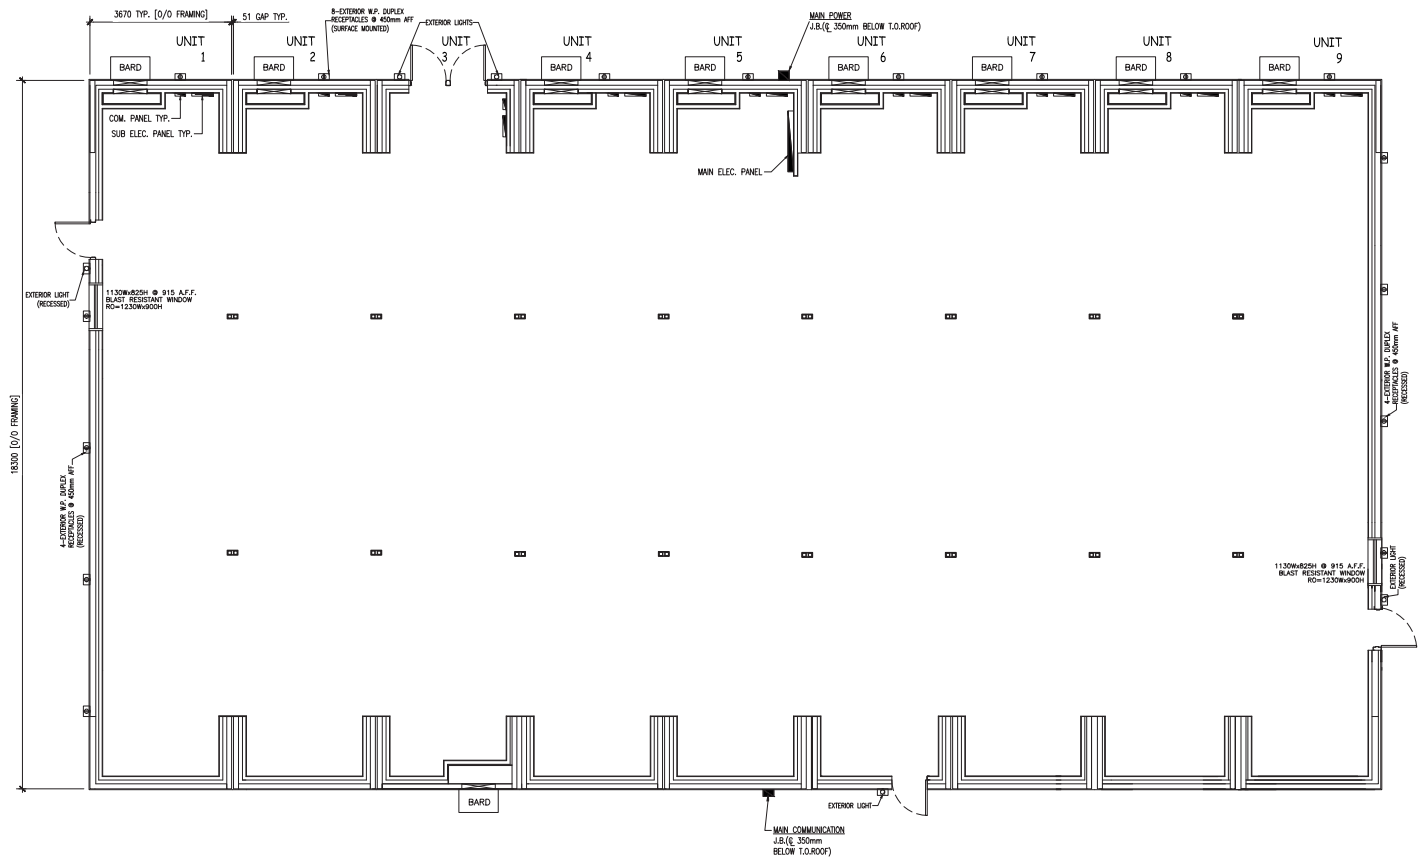 3670 TYP. [O/O FRAMING]
51 GAP TYP.
8-EXTERIOR W.P. DUPLEX
RECEPTACLES @ 450mm AFF
(SURFACE MOUNTED)
EXTERIOR LIGHTS
MAIN POWER
J.B.(℄ 350mm BELOW T.O.ROOF)
UNIT
1
UNIT
2
UNIT
3
UNIT
4
UNIT
5
UNIT
6
UNIT
7
UNIT
8
UNIT
9
BARD
BARD
BARD
BARD
BARD
BARD
BARD
BARD
COM. PANEL TYP.
SUB ELEC. PANEL TYP.
MAIN ELEC. PANEL
EXTERIOR LIGHT
(RECESSED)
1130Wx825H @ 915 A.F.F.
BLAST RESISTANT WINDOW
RO=1230Wx900H
4-EXTERIOR W.P. DUPLEX
RECEPTACLES @ 450mm AFF
(RECESSED)
18300 [O/O FRAMING]
4-EXTERIOR W.P. DUPLEX
RECEPTACLES @ 450mm AFF
(RECESSED)
1130Wx825H @ 915 A.F.F.
BLAST RESISTANT WINDOW
RO=1230Wx900H
EXTERIOR LIGHT
(RECESSED)
BARD
EXTERIOR LIGHT
MAIN COMMUNICATION
J.B.(℄ 350mm
BELOW T.O.ROOF)